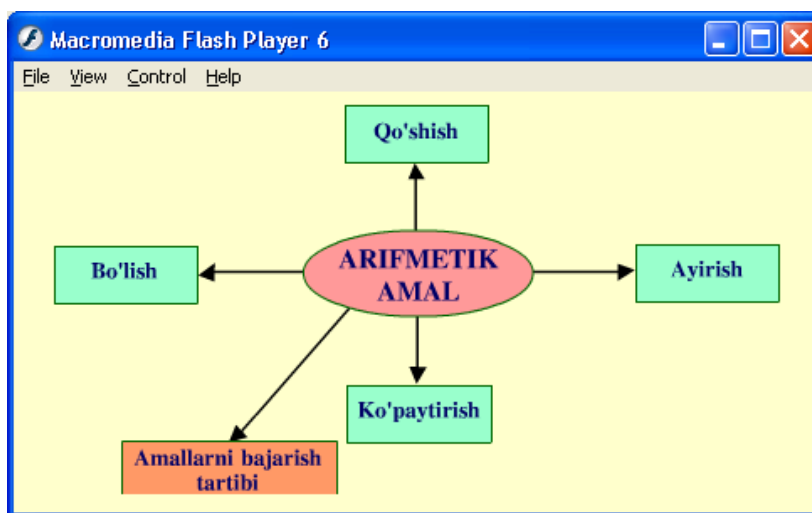 Macromedia Flash Player 6
File View Control Help
Qo'shish
Bo'lish
ARIFMETIK
AMAL
Ayirish
Ko'paytirish
Amallarni bajarish
tartibi